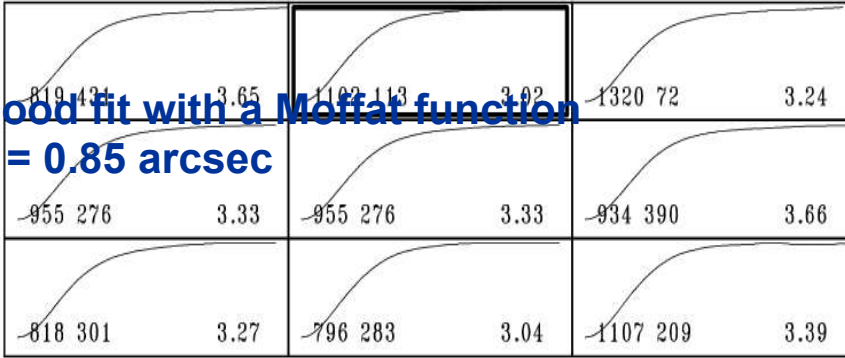 819 431 3.65
1102 113 3.02
1320 72 3.24
ood fit with a Moffat function
= 0.85 arcsec
955 276 3.33
955 276 3.33
934 390 3.66
818 301 3.27
796 283 3.04
1107 209 3.39